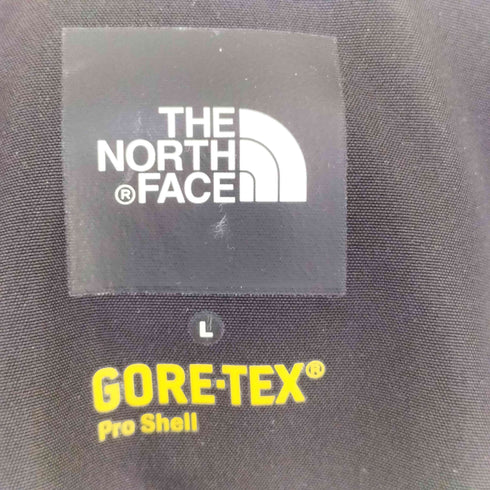 THE
NORTH
®FACE
L
GORE-TEX®
Pro Shell